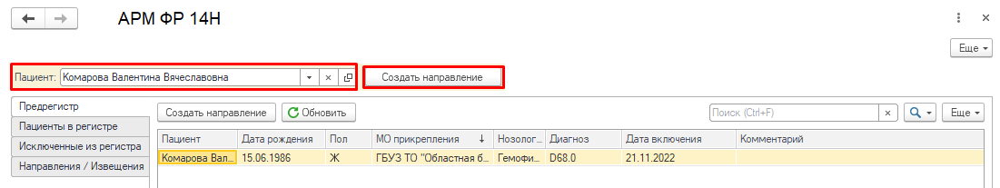 АРМ ФР 14Н
Еще
Пациент: Комарова Валентина Вячеславовна Создать направление
Предрегистр
Пациенты в регистре
Исключенные из регистра
Направления / Извещения
Создать направление Обновить Поиск (Ctrl+F) Еще
Пациент Дата рождения Пол МО прикрепления Нозолог... Диагноз Дата включения Комментарий
Комарова Вал... 15.06.1986 Ж ГБУЗ ТО "Областная б... Гемофи... D68.0 21.11.2022